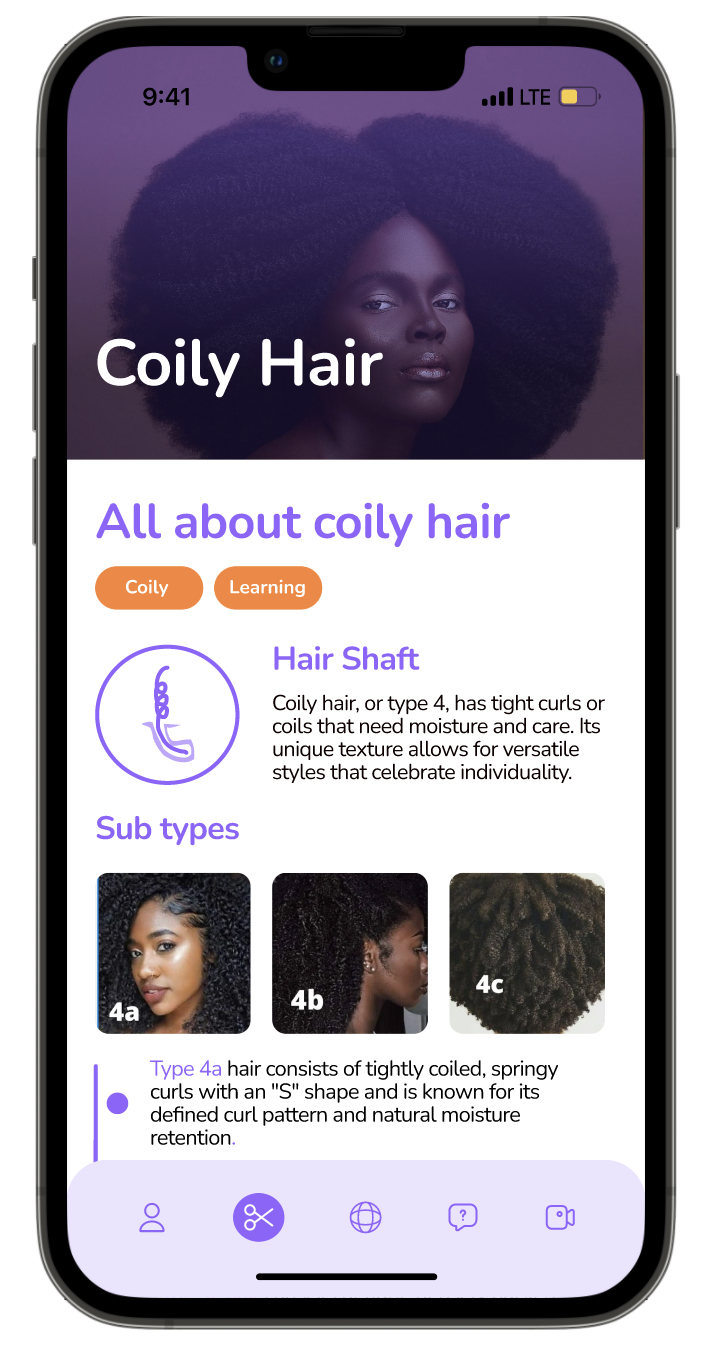 9:41
LTE
Coily Hair
All about coily hair
Coily
Learning
Hair Shaft
Coily hair, or type 4, has tight curls or
coils that need moisture and care. Its
unique texture allows for versatile
styles that celebrate individuality.
Sub types
4a
4b
4c
Type 4a hair consists of tightly coiled, springy
curls with an "S" shape and is known for its
defined curl pattern and natural moisture
retention.
?